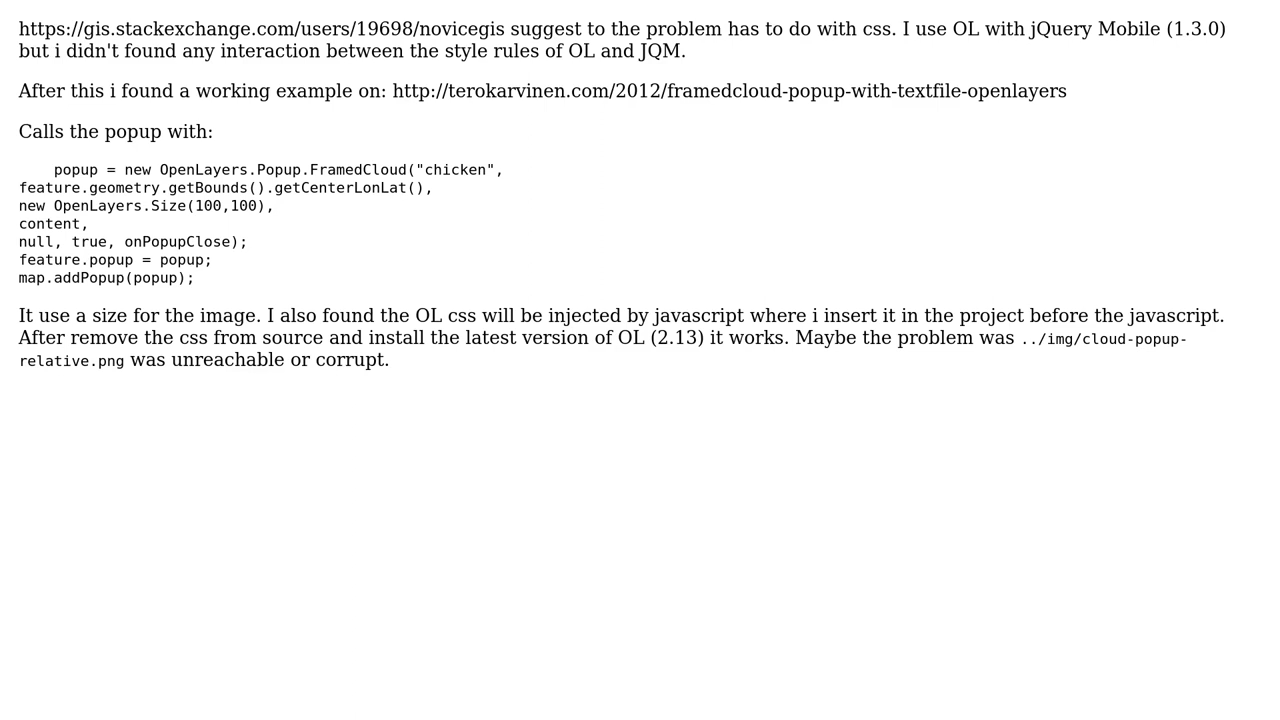 https://gis.stackexchange.com/users/19698/novicegis suggest to the problem has to do with css. I use OL with jQuery Mobile (1.3.0)
but i didn't found any interaction between the style rules of OL and JQM.
After this i found a working example on: http://terokarvinen.com/2012/framedcloud-popup-with-textfile-openlayers
Calls the popup with:
    popup = new OpenLayers.Popup.FramedCloud("chicken",
feature.geometry.getBounds().getCenterLonLat(),
new OpenLayers.Size(100,100),
content,
null, true, onPopupClose);
feature.popup = popup;
map.addPopup(popup);
It use a size for the image. I also found the OL css will be injected by javascript where i insert it in the project before the javascript.
After remove the css from source and install the latest version of OL (2.13) it works. Maybe the problem was ../img/cloud-popup-
relative.png was unreachable or corrupt.